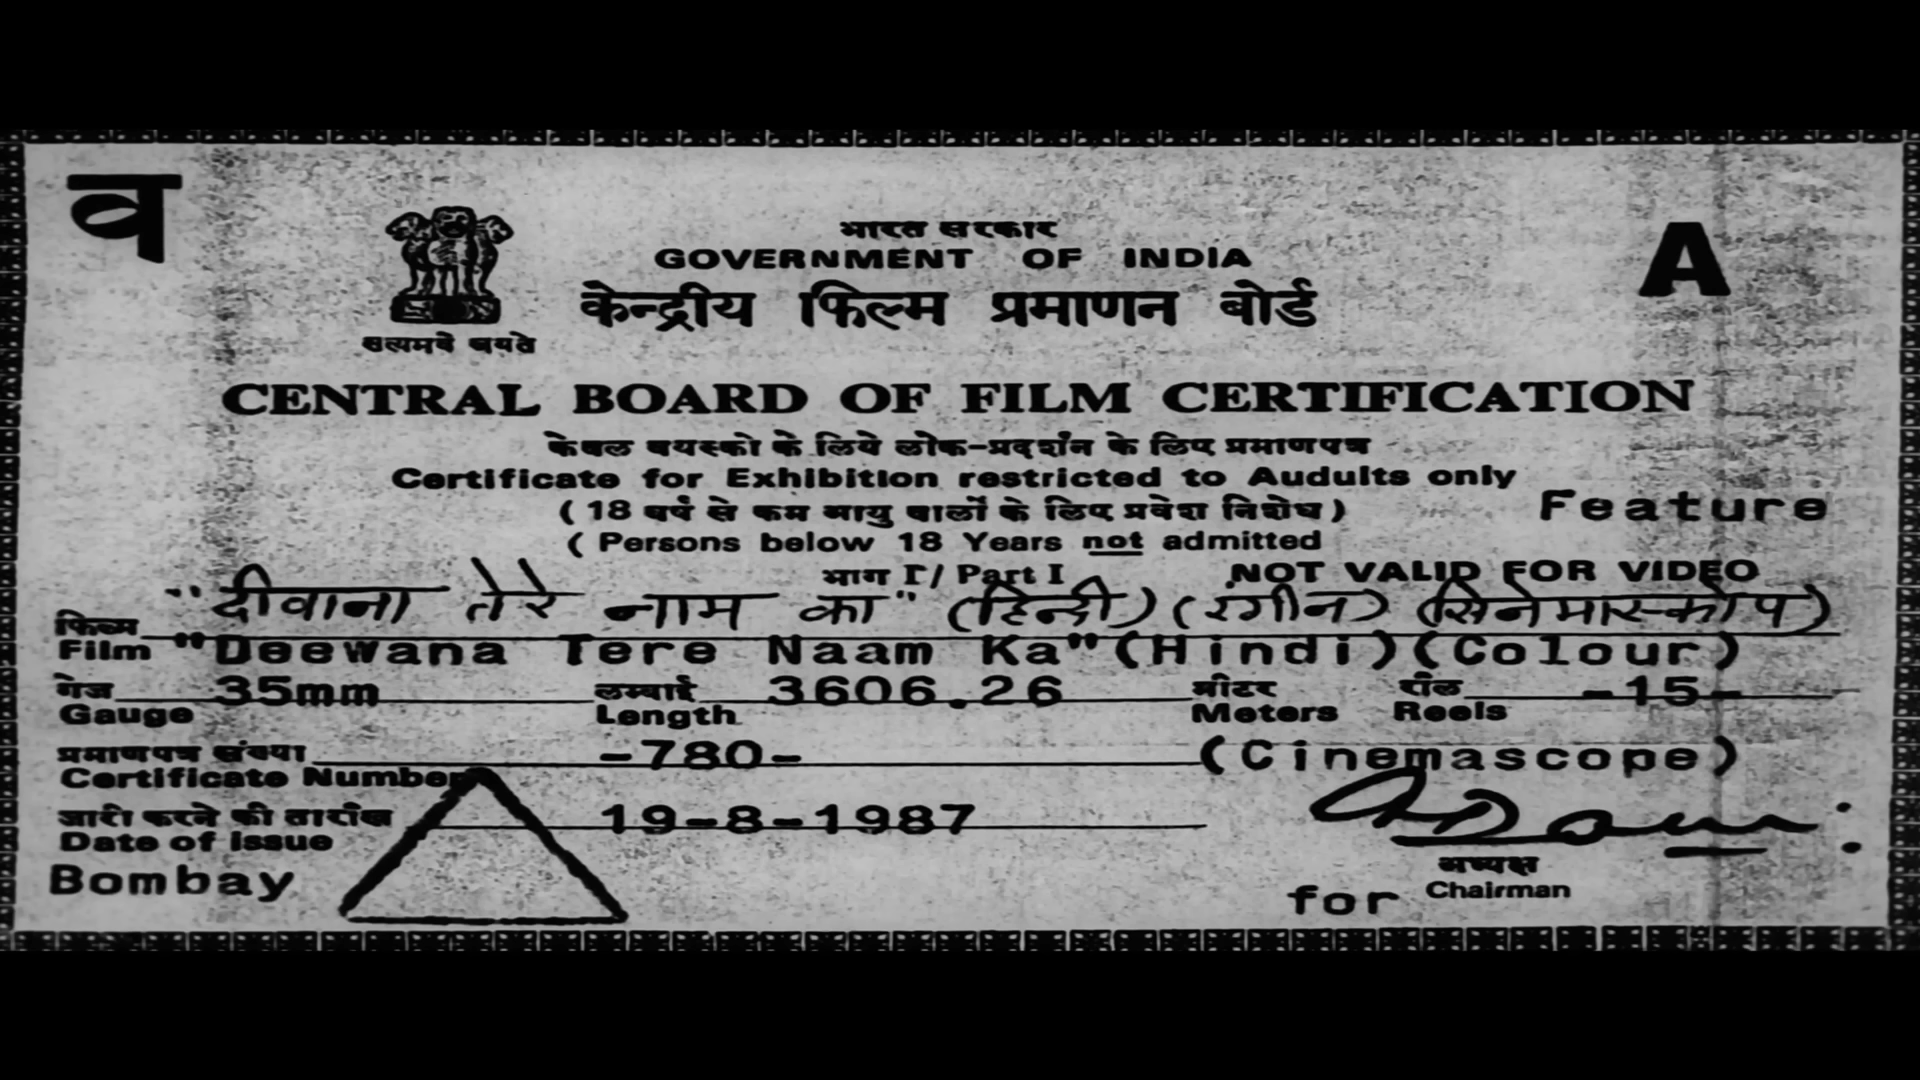 व
A
भारत सरकार
GOVERNMENT OF INDIA
केन्द्रीय फिल्म प्रमाणन बोर्ड
सत्यमेव जयते
CENTRAL BOARD OF FILM CERTIFICATION
केवल वयस्को के लिये लोक-प्रदर्शन के लिए प्रमाणपत्र
Certificate for Exhibition restricted to Audults only
(18 वर्ष से कम आयु वालों के लिए प्रवेश निशेध)
Feature
( Persons below 18 Years not admitted
भाग I / Part I
NOT VALID FOR VIDEO
फिल्म "दीवाना तेरे नाम का" (हिन्दी) (रंगीन) (सिनेमास्कोप)
Film "Deewana Tere Naam Ka"(Hindi)(Colour)
गेज 35mm लम्बाई 3606.26 मीटर रील -15-
Gauge Length Meters Reels
प्रमाणपत्र संख्या -780- (Cinemascope)
Certificate Number
जारी करने की तारीख 19-8-1987
Date of issue
Bombay
अध्यक्ष
for Chairman